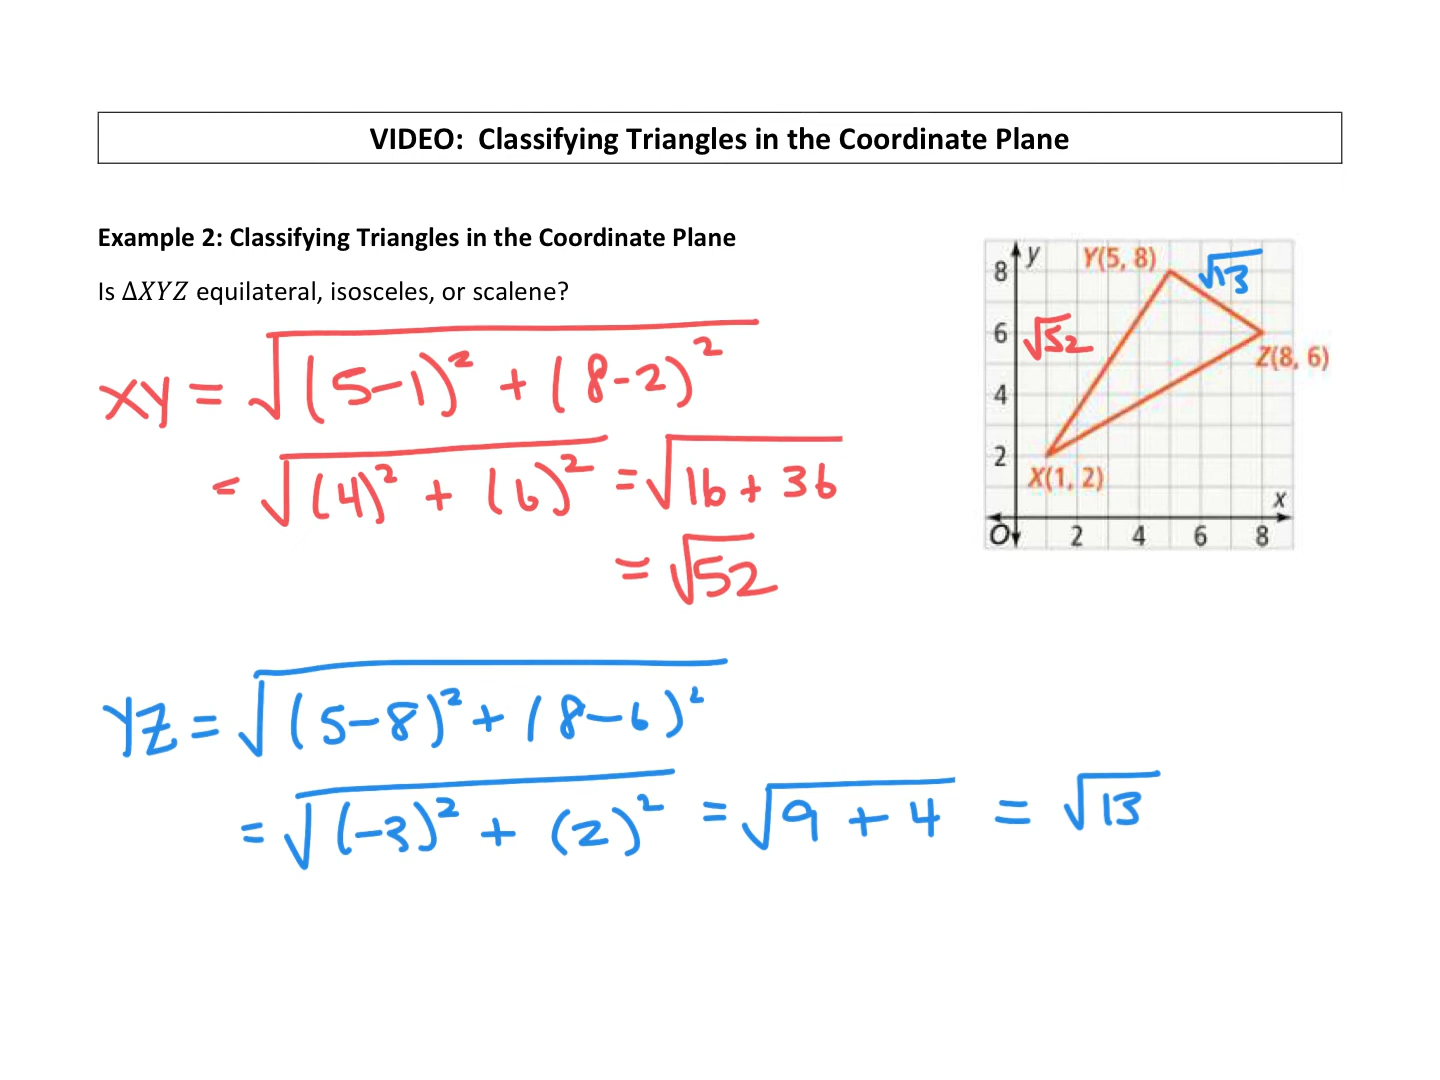 VIDEO: Classifying Triangles in the Coordinate Plane
Example 2: Classifying Triangles in the Coordinate Plane
Is ΔXYZ equilateral, isosceles, or scalene?
XY = √((5-1)² + (8-2)²)
= √((4)² + (6)²) = √(16 + 36)
= √52
YZ = √((5-8)² + (8-6)²)
= √((-3)² + (2)²) = √(9 + 4) = √13
y
8
Y(5, 8)
√13
6
√52
Z(8, 6)
4
2
X(1, 2)
x
O 2 4 6 8